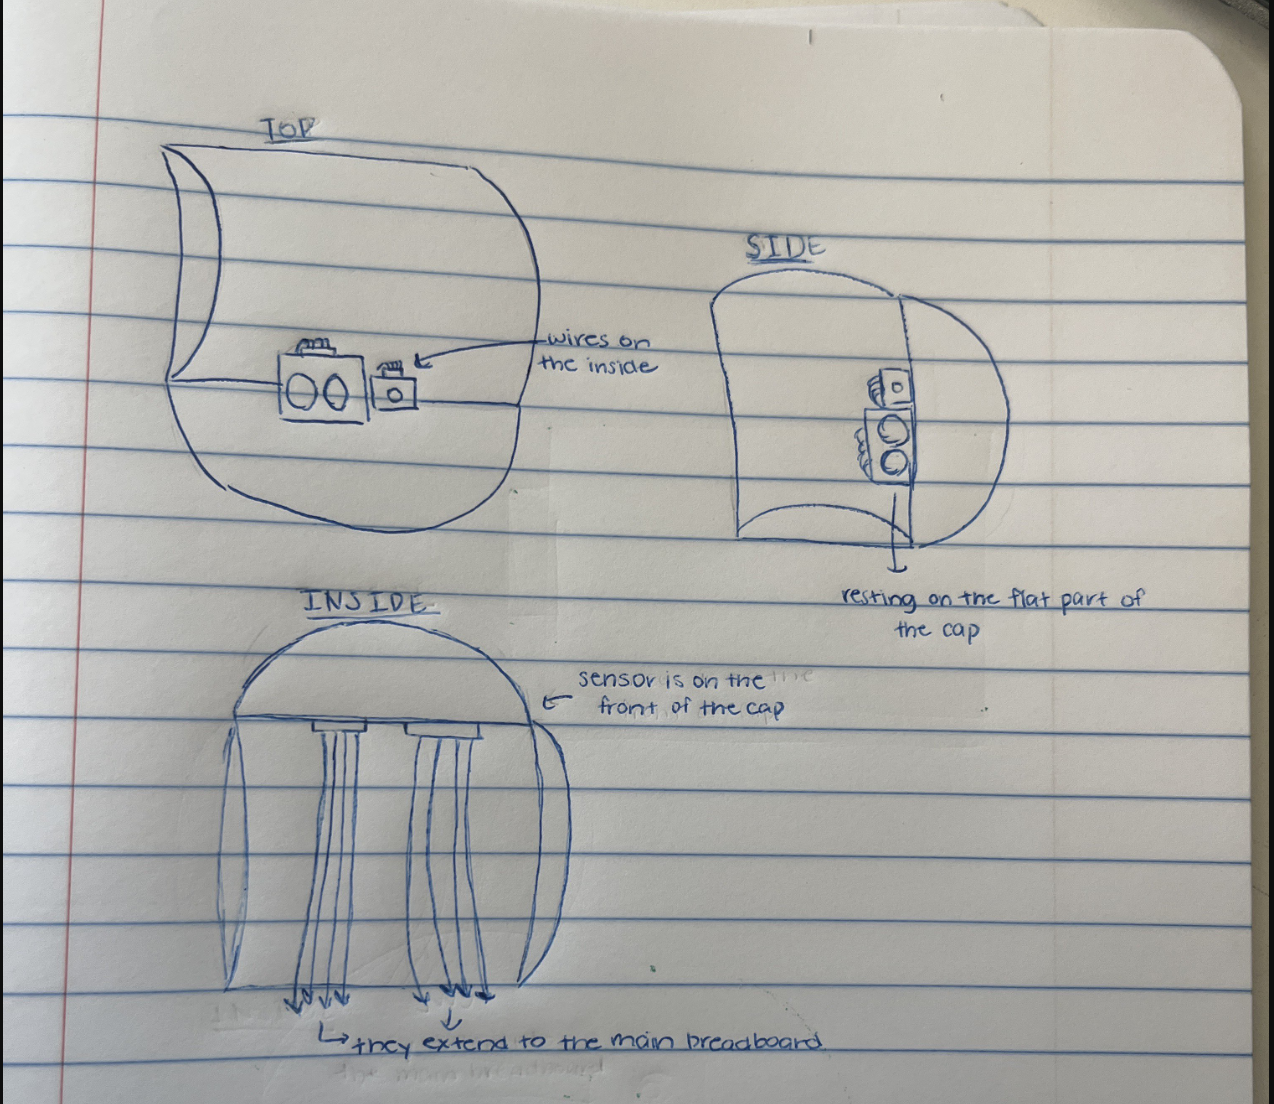 TOP
wires on
the inside
SIDE
resting on the flat part of
the cap
INSIDE
sensor is on the
front of the cap
they extend to the main breadboard